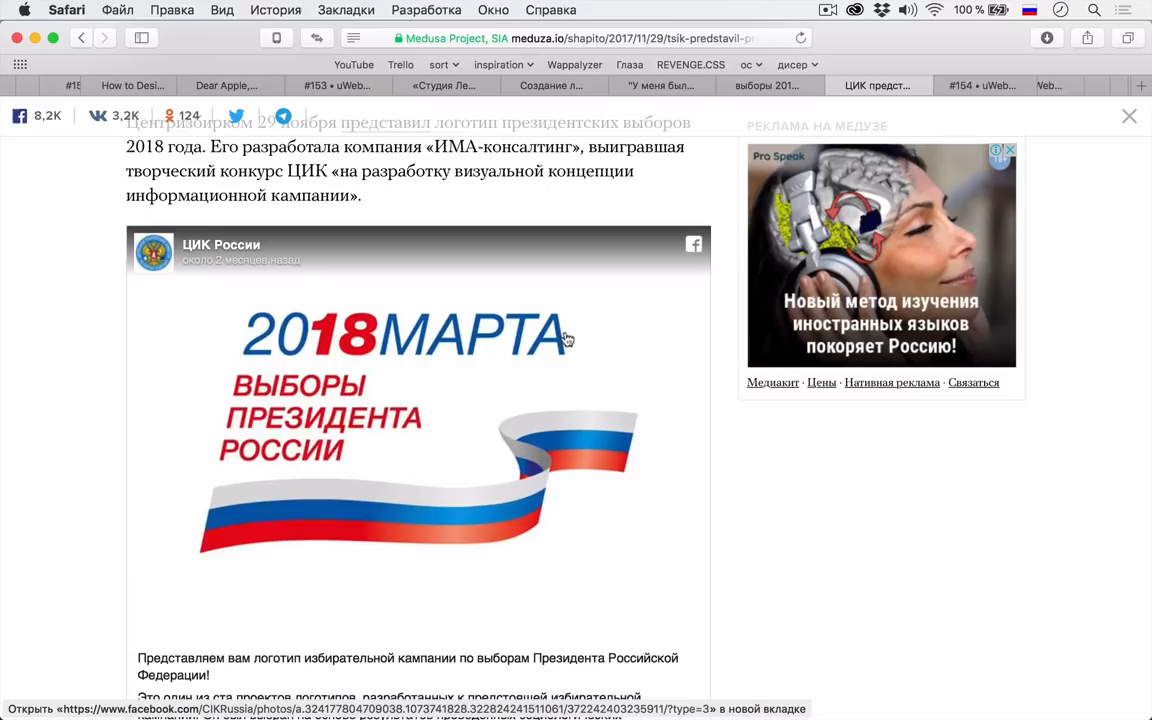 Safari Файл Правка Вид История Закладки Разработка Окно Справка 100 %
Medusa Project, SIA meduza.io/shapito/2017/11/29/tsik-predstavil-pr
YouTube Trello sort inspiration Wappalyzer Глаза REVENGE.CSS ос дисер
#15 How to Desi... Dear Apple,... #153 • uWeb... «Студия Ле... Создание л... "У меня был... выборы 201... ЦИК предст... #154 • uWeb... Web...
8,2K 3,2K 124
Центризбирком 29 ноября представил логотип президентских выборов
2018 года. Его разработала компания «ИМА-консалтинг», выигравшая
творческий конкурс ЦИК «на разработку визуальной концепции
информационной кампании».
ЦИК России
около 2 месяцев назад
2018МАРТА
ВЫБОРЫ
ПРЕЗИДЕНТА
РОССИИ
Представляем вам логотип избирательной кампании по выборам Президента Российской
Федерации!
Это один из ста проектов логотипов, разработанных к предстоящей избирательной
РЕКЛАМА НА МЕДУЗЕ
Pro Speak
18+
Новый метод изучения
иностранных языков
покоряет Россию!
Медиакит · Цены · Нативная реклама · Связаться
Открыть «https://www.facebook.com/CIKRussia/photos/a.324177804709038.1073741828.322824241511061/372242403235911/?type=3» в новой вкладке